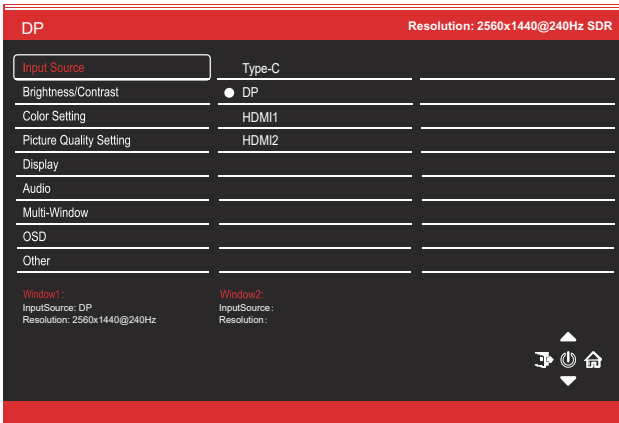 DP
Resolution: 2560x1440@240Hz SDR
Input Source
Brightness/Contrast
Color Setting
Picture Quality Setting
Display
Audio
Multi-Window
OSD
Other
Type-C
DP
HDMI1
HDMI2
Window1:
InputSource: DP
Resolution: 2560x1440@240Hz
Window2:
InputSource:
Resolution: